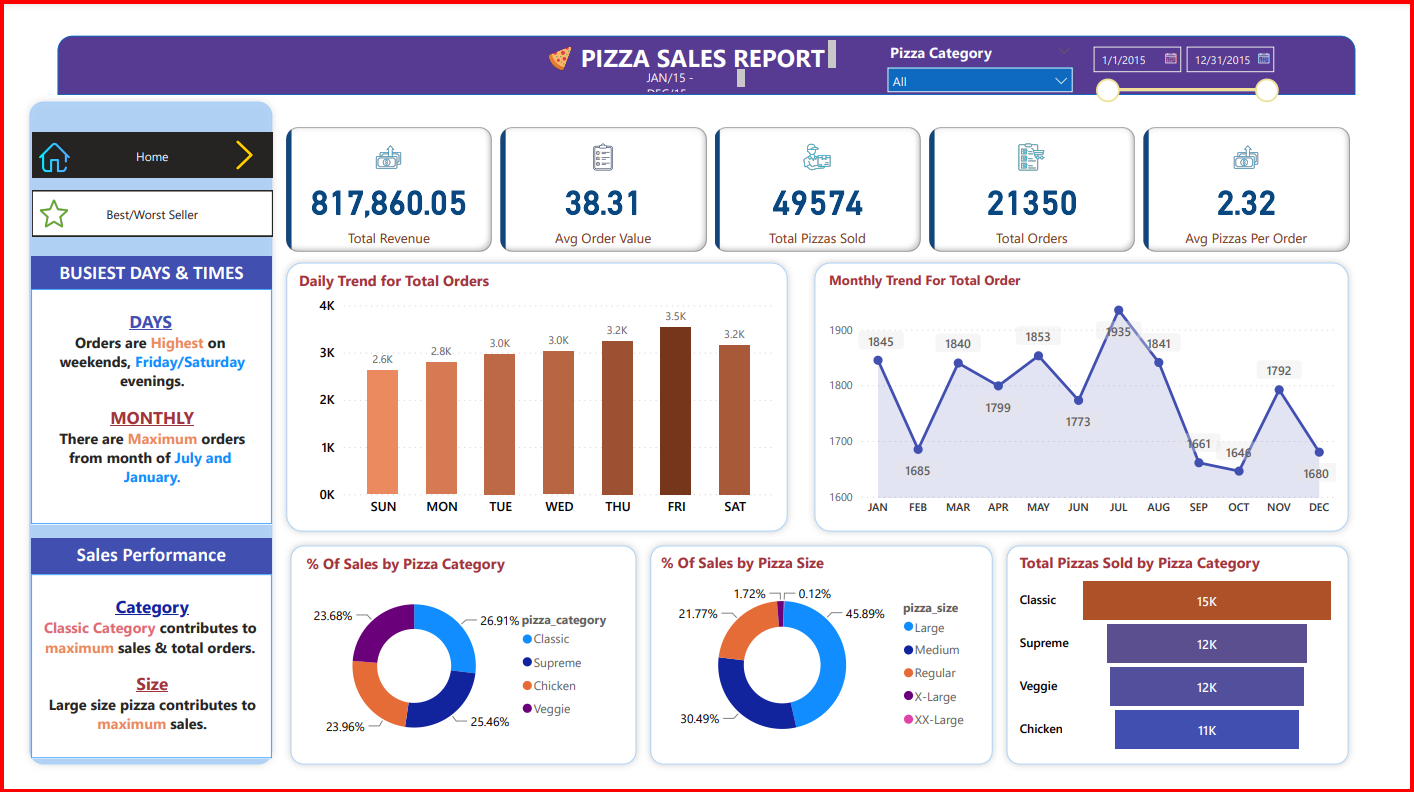 PIZZA SALES REPORT
JAN/15 -
DEC/15
Pizza Category
All
1/1/2015
12/31/2015
Home
Best/Worst Seller
BUSIEST DAYS & TIMES
DAYS
Orders are Highest on
weekends, Friday/Saturday
evenings.
MONTHLY
There are Maximum orders
from month of July and
January.
Sales Performance
Category
Classic Category contributes to
maximum sales & total orders.
Size
Large size pizza contributes to
maximum sales.
817,860.05
Total Revenue
38.31
Avg Order Value
49574
Total Pizzas Sold
21350
Total Orders
2.32
Avg Pizzas Per Order
Daily Trend for Total Orders
4K
3K
2K
1K
0K
2.6K
2.8K
3.0K
3.0K
3.2K
3.5K
3.2K
SUN MON TUE WED THU FRI SAT
Monthly Trend For Total Order
1900
1800
1700
1600
1845
1685
1840
1799
1853
1773
1935
1841
1661
1646
1792
1680
JAN FEB MAR APR MAY JUN JUL AUG SEP OCT NOV DEC
% Of Sales by Pizza Category
23.68%
26.91%
23.96%
25.46%
pizza_category
Classic
Supreme
Chicken
Veggie
% Of Sales by Pizza Size
1.72%
0.12%
21.77%
45.89%
30.49%
pizza_size
Large
Medium
Regular
X-Large
XX-Large
Total Pizzas Sold by Pizza Category
Classic 15K
Supreme 12K
Veggie 12K
Chicken 11K